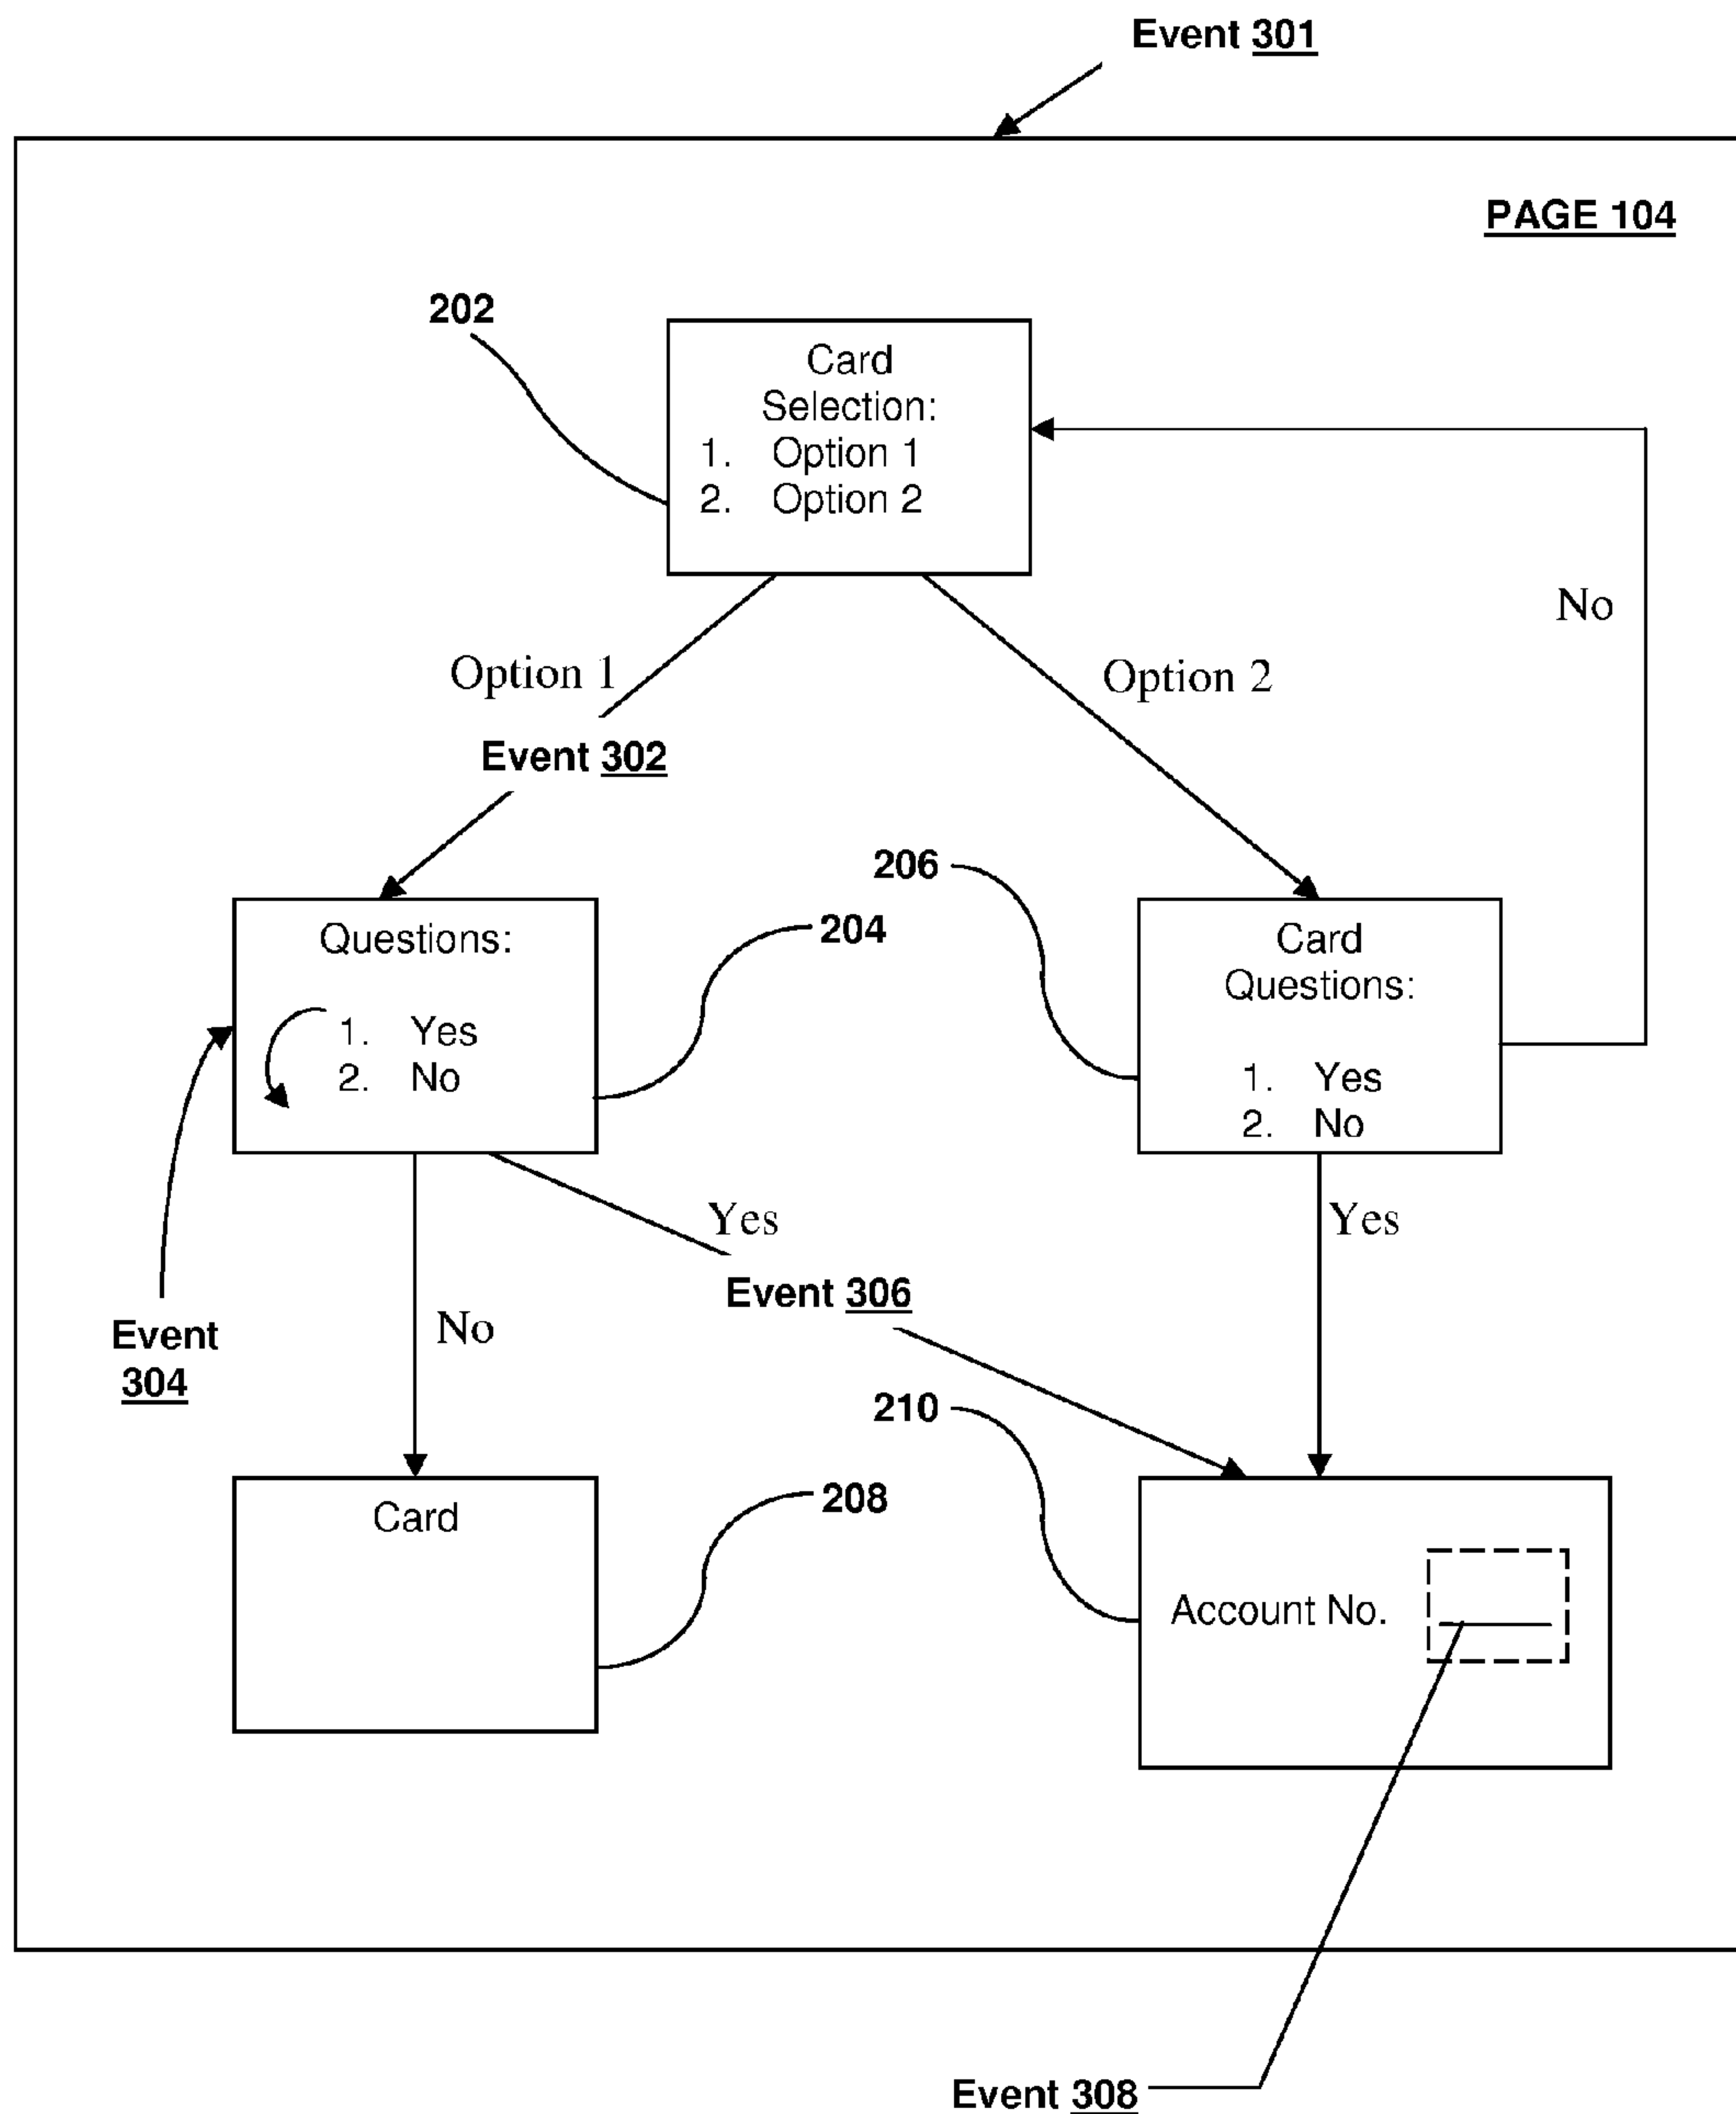 Event 301
PAGE 104
202
Card
Selection:
1. Option 1
2. Option 2
No
Option 1
Option 2
Event 302
206
204
Questions:
1. Yes
2. No
Card
Questions:
1. Yes
2. No
Yes
Yes
Event 306
No
Event
304
210
208
Card
Account No.
Event 308